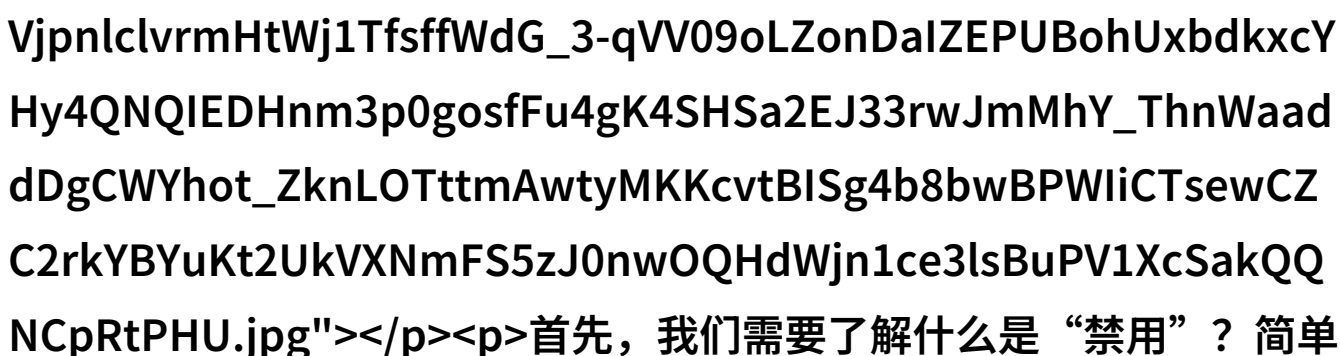 VjpnlclvrmHtWj1TfsffWdG_3-qVV09oLZonDaIZEPUBohUxbdkxcY
Hy4QNQIEDHnm3p0gosfFu4gK4SHSa2EJ33rwJmMhY_ThnWaad
dDgCWYhot_ZknLOTttmAwtyMKKcvtBISg4b8bwBPWIiCTsewCZ
C2rkYBYuKt2UkVXNmFS5zJ0nwOQHdWjn1ce3lsBuPV1XcSakQQ
NCpRtPHU.jpg"></p><p>首先，我们需要了解什么是“禁用”？简单